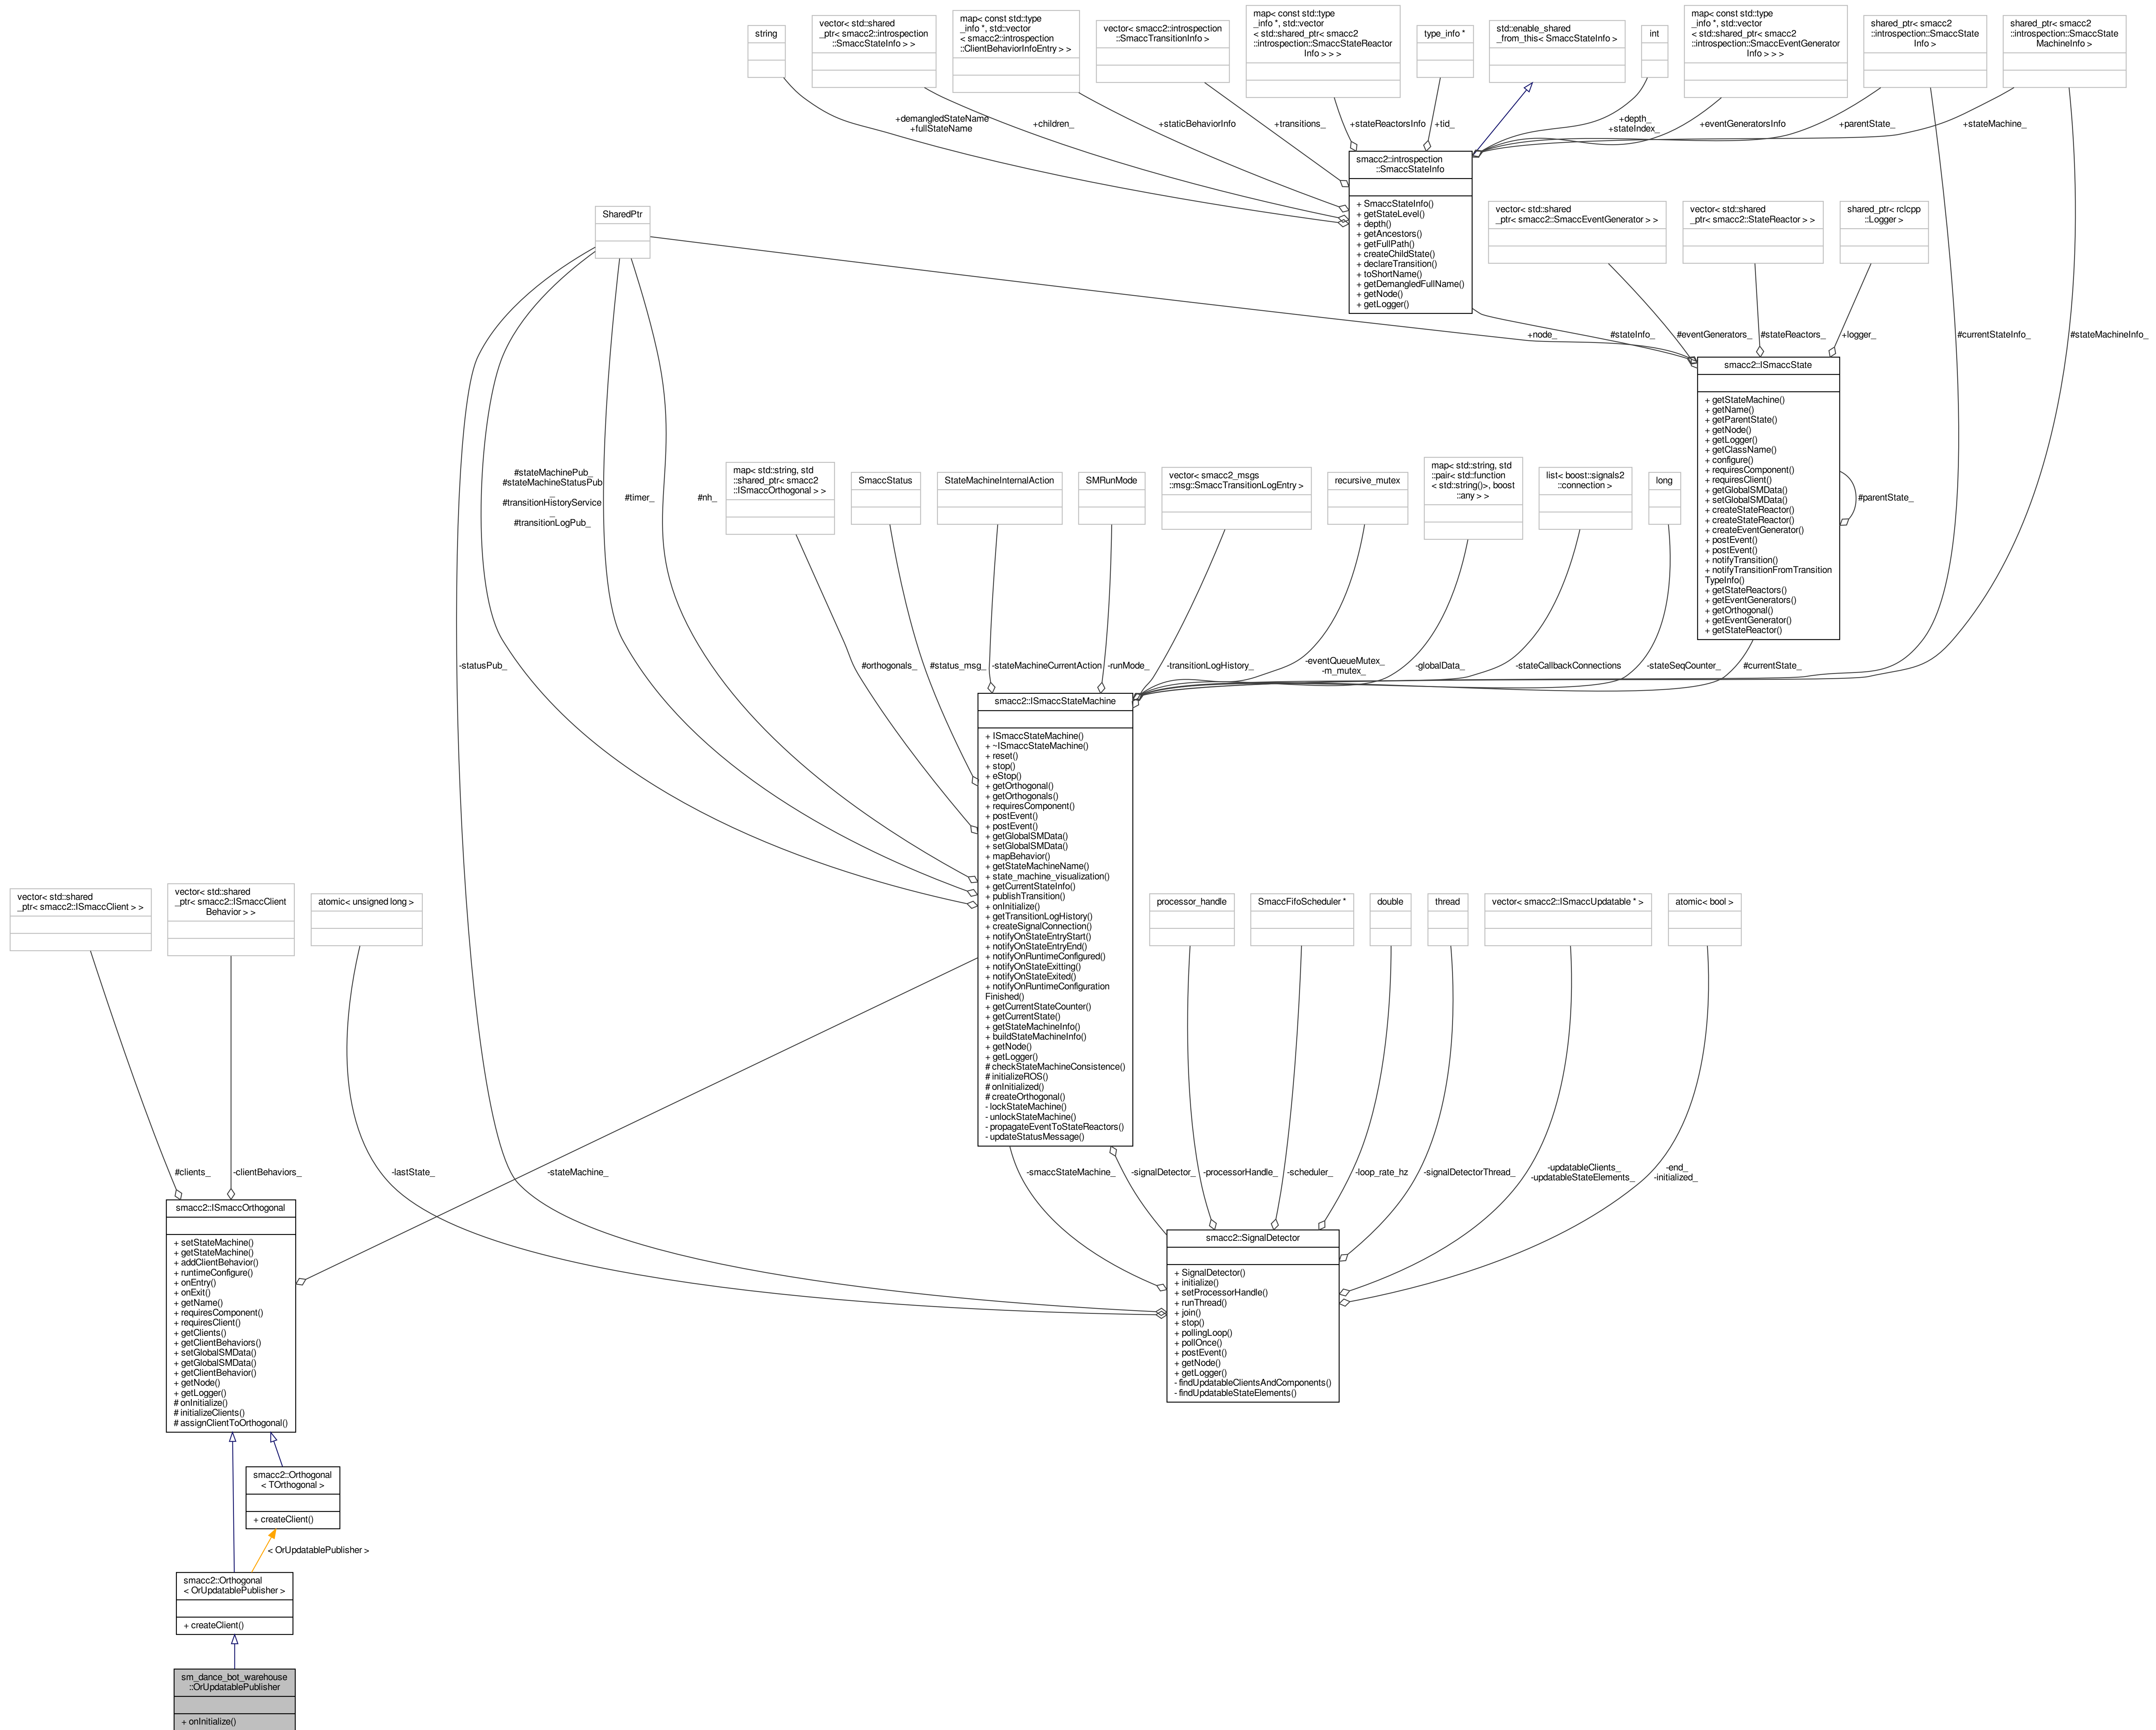 string
vector< std::shared
_ptr< smacc2::introspection
::SmaccStateInfo > >
map< const std::type
_info *, std::vector
< smacc2::introspection
::ClientBehaviorInfoEntry > >
vector< smacc2::introspection
::SmaccTransitionInfo >
map< const std::type
_info *, std::vector
< std::shared_ptr< smacc2
::introspection::SmaccStateReactor
Info > > >
type_info *
std::enable_shared
_from_this< SmaccStateInfo >
int
map< const std::type
_info *, std::vector
< std::shared_ptr< smacc2
::introspection::SmaccEventGenerator
Info > > >
shared_ptr< smacc2
::introspection::SmaccState
Info >
shared_ptr< smacc2
::introspection::SmaccState
MachineInfo >
+demangledStateName
+fullStateName
+children_
+staticBehaviorInfo
+transitions_
+stateReactorsInfo
+tid_
+depth_
+stateIndex_
+eventGeneratorsInfo
+parentState_
+stateMachine_
smacc2::introspection
::SmaccStateInfo
+ SmaccStateInfo()
+ getStateLevel()
+ depth()
+ getAncestors()
+ getFullPath()
+ createChildState()
+ declareTransition()
+ toShortName()
+ getDemangledFullName()
+ getNode()
+ getLogger()
SharedPtr
vector< std::shared
_ptr< smacc2::SmaccEventGenerator > >
vector< std::shared
_ptr< smacc2::StateReactor > >
shared_ptr< rclcpp
::Logger >
+node_
#stateInfo_
#eventGenerators_
#stateReactors_
+logger_
#currentStateInfo_
#stateMachineInfo_
smacc2::ISmaccState
+ getStateMachine()
+ getName()
+ getParentState()
+ getNode()
+ getLogger()
+ getClassName()
+ configure()
+ requiresComponent()
+ requiresClient()
+ getGlobalSMData()
+ setGlobalSMData()
+ createStateReactor()
+ createStateReactor()
+ createEventGenerator()
+ postEvent()
+ postEvent()
+ notifyTransition()
+ notifyTransitionFromTransition
TypeInfo()
+ getStateReactors()
+ getEventGenerators()
+ getOrthogonal()
+ getEventGenerator()
+ getStateReactor()
#parentState_
#stateMachinePub_
#stateMachineStatusPub
_
#transitionHistoryService
_
#transitionLogPub_
#timer_
#nh_
map< std::string, std
::shared_ptr< smacc2
::ISmaccOrthogonal > >
SmaccStatus
StateMachineInternalAction
SMRunMode
vector< smacc2_msgs
::msg::SmaccTransitionLogEntry >
recursive_mutex
map< std::string, std
::pair< std::function
< std::string()>, boost
::any > >
list< boost::signals2
::connection >
long
-statusPub_
#orthogonals_
#status_msg_
-stateMachineCurrentAction
-runMode_
-transitionLogHistory_
-eventQueueMutex_
-m_mutex_
-globalData_
-stateCallbackConnections
-stateSeqCounter_
#currentState_
smacc2::ISmaccStateMachine
+ ISmaccStateMachine()
+ ~ISmaccStateMachine()
+ reset()
+ stop()
+ eStop()
+ getOrthogonal()
+ getOrthogonals()
+ requiresComponent()
+ postEvent()
+ postEvent()
+ getGlobalSMData()
+ setGlobalSMData()
+ mapBehavior()
+ getStateMachineName()
+ state_machine_visualization()
+ getCurrentStateInfo()
+ publishTransition()
+ onInitialize()
+ getTransitionLogHistory()
+ createSignalConnection()
+ notifyOnStateEntryStart()
+ notifyOnStateEntryEnd()
+ notifyOnRuntimeConfigured()
+ notifyOnStateExitting()
+ notifyOnStateExited()
+ notifyOnRuntimeConfiguration
Finished()
+ getCurrentStateCounter()
+ getCurrentState()
+ getStateMachineInfo()
+ buildStateMachineInfo()
+ getNode()
+ getLogger()
# checkStateMachineConsistence()
# initializeROS()
# onInitialized()
# createOrthogonal()
- lockStateMachine()
- unlockStateMachine()
- propagateEventToStateReactors()
- updateStatusMessage()
vector< std::shared
_ptr< smacc2::ISmaccClient > >
vector< std::shared
_ptr< smacc2::ISmaccClient
Behavior > >
atomic< unsigned long >
processor_handle
SmaccFifoScheduler *
double
thread
vector< smacc2::ISmaccUpdatable * >
atomic< bool >
#clients_
-clientBehaviors_
-lastState_
-stateMachine_
-smaccStateMachine_
-signalDetector_
-processorHandle_
-scheduler_
-loop_rate_hz
-signalDetectorThread_
-updatableClients_
-updatableStateElements_
-end_
-initialized_
smacc2::ISmaccOrthogonal
+ setStateMachine()
+ getStateMachine()
+ addClientBehavior()
+ runtimeConfigure()
+ onEntry()
+ onExit()
+ getName()
+ requiresComponent()
+ requiresClient()
+ getClients()
+ getClientBehaviors()
+ setGlobalSMData()
+ getGlobalSMData()
+ getClientBehavior()
+ getNode()
+ getLogger()
# onInitialize()
# initializeClients()
# assignClientToOrthogonal()
smacc2::SignalDetector
+ SignalDetector()
+ initialize()
+ setProcessorHandle()
+ runThread()
+ join()
+ stop()
+ pollingLoop()
+ pollOnce()
+ postEvent()
+ getNode()
+ getLogger()
- findUpdatableClientsAndComponents()
- findUpdatableStateElements()
smacc2::Orthogonal
< TOrthogonal >
+ createClient()
< OrUpdatablePublisher >
smacc2::Orthogonal
< OrUpdatablePublisher >
+ createClient()
sm_dance_bot_warehouse
::OrUpdatablePublisher
+ onInitialize()